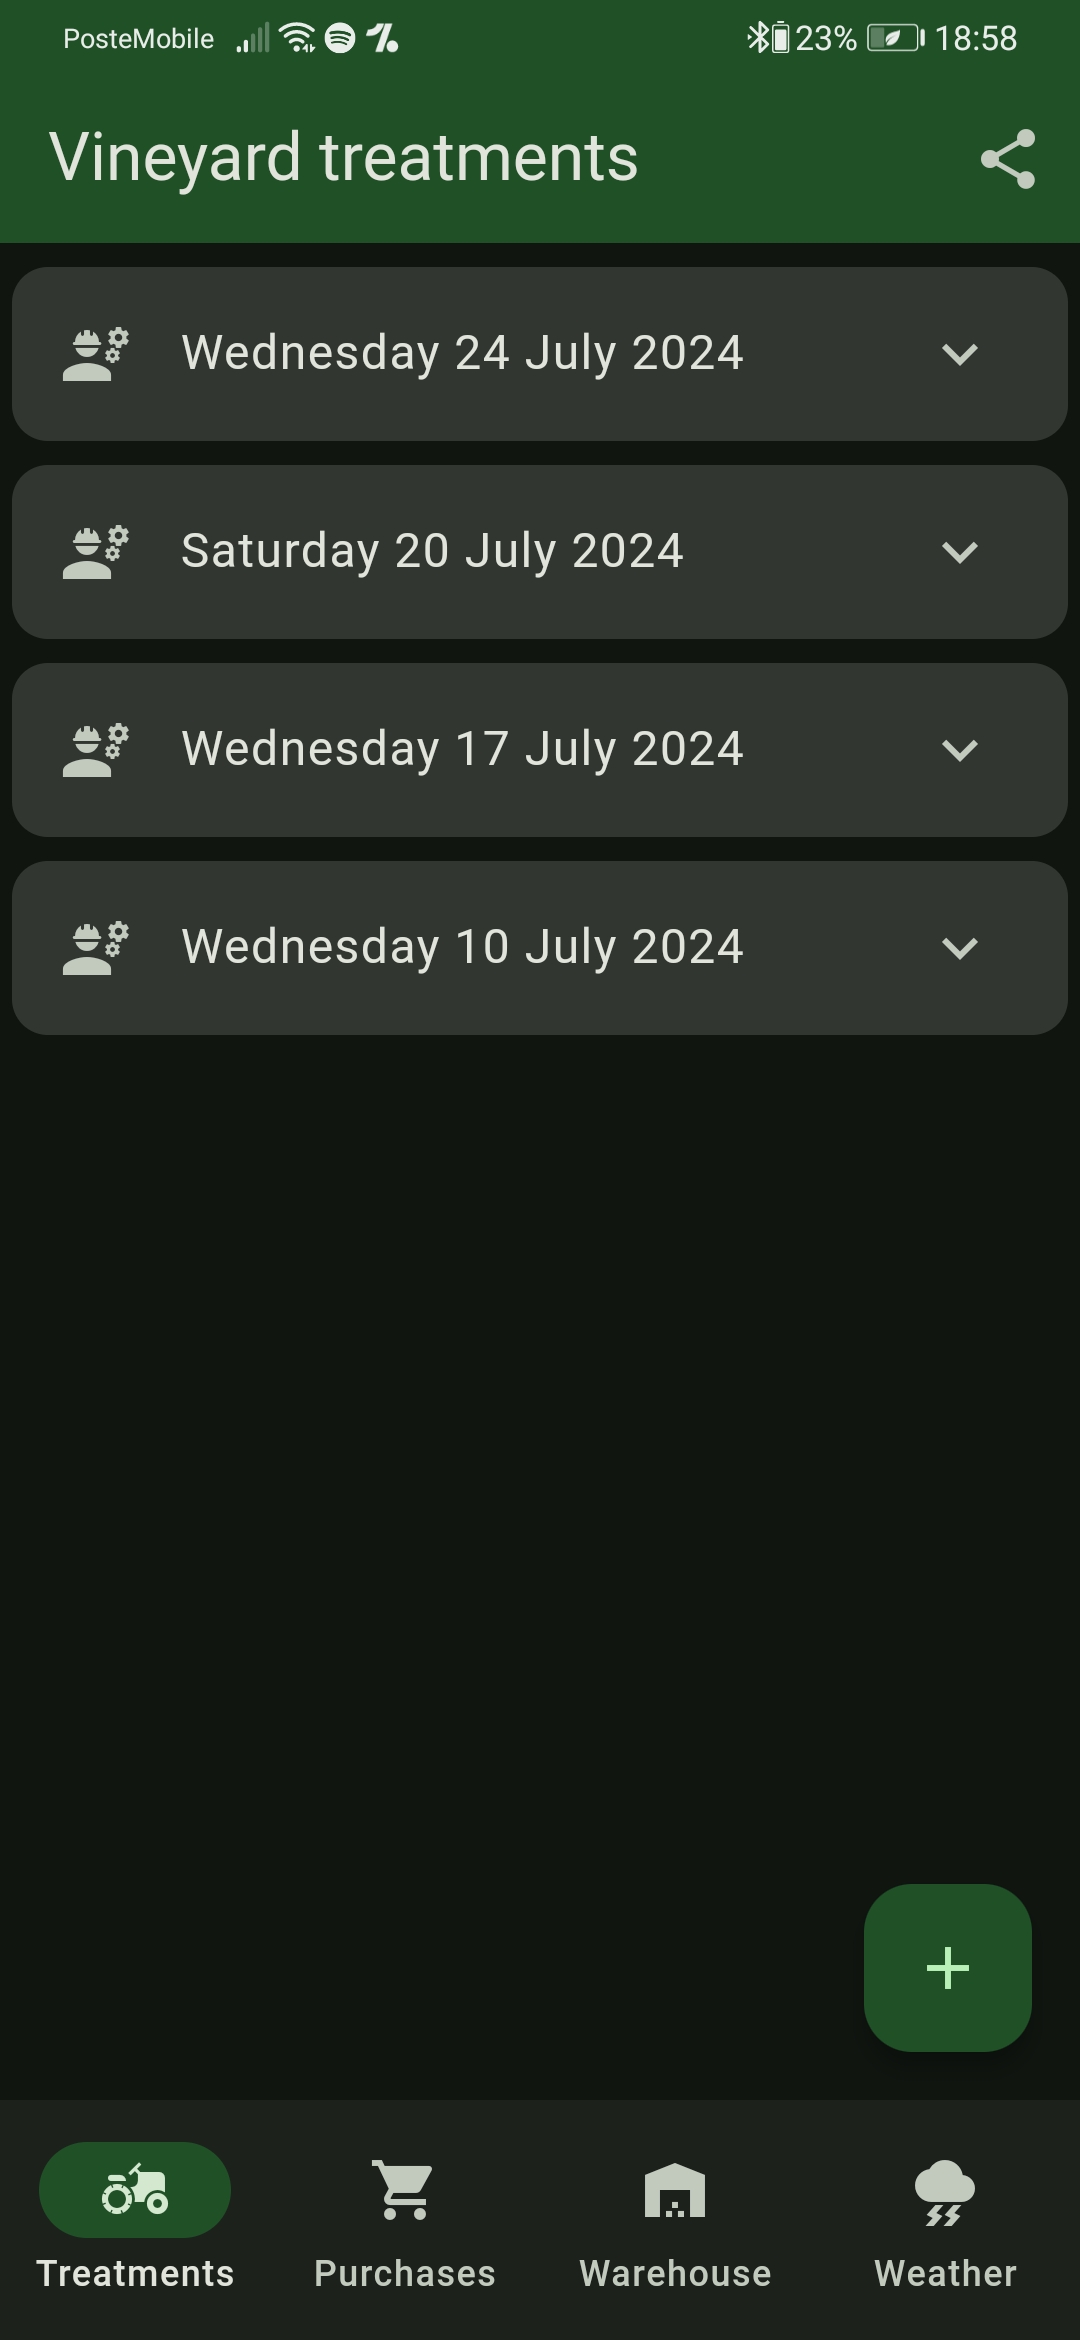 PosteMobile 23% 18:58
Vineyard treatments
Wednesday 24 July 2024
Saturday 20 July 2024
Wednesday 17 July 2024
Wednesday 10 July 2024
Treatments Purchases Warehouse Weather